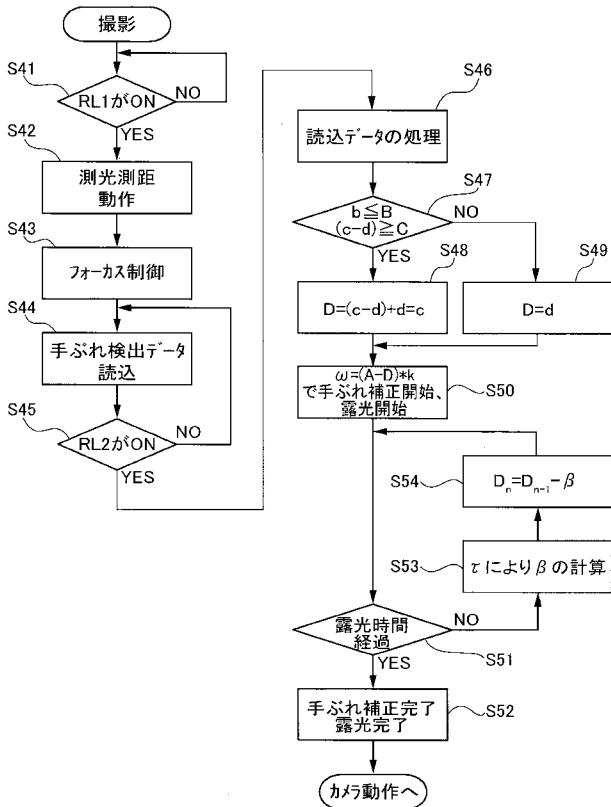 撮影
S41
RL1がON
NO
YES
S42
測光測距
動作
S43
フォーカス制御
S44
手ぶれ検出データ
読込
S45
RL2がON
NO
YES
S46
読込データの処理
S47
b≦B
(c-d)≧C
NO
YES
S48
D=(c-d)+d=c
S49
D=d
ω=(A-D)*k
で手ぶれ補正開始、
露光開始
S50
S54
Dn=Dn-1-β
S53
τによりβの計算
露光時間
経過
NO
S51
YES
手ぶれ補正完了
露光完了
S52
カメラ動作へ